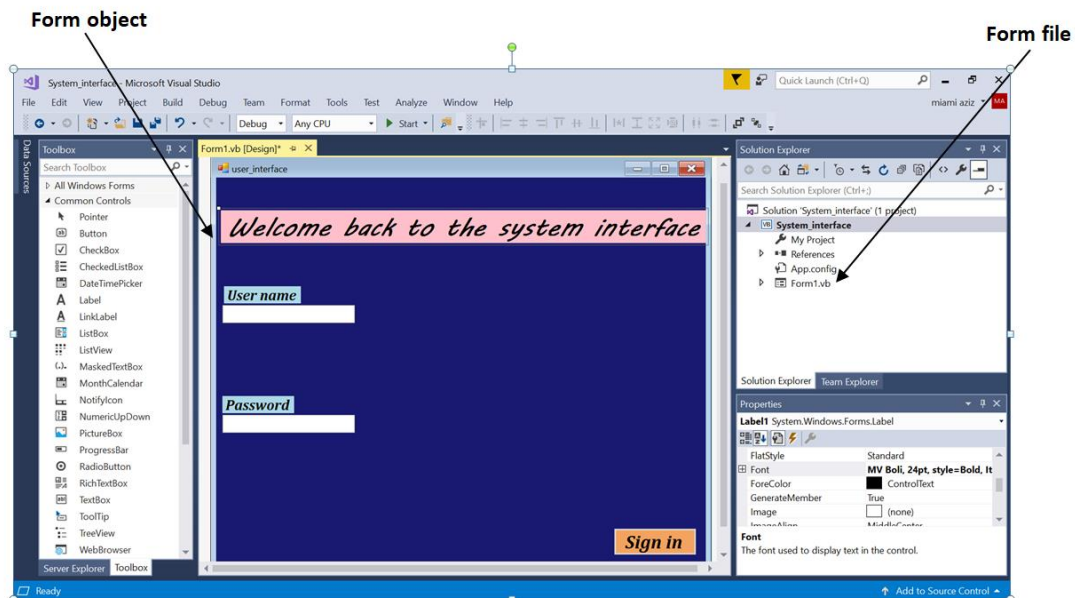 Form object
Form file
System_interface - Microsoft Visual Studio
Quick Launch (Ctrl+Q)
File Edit View Project Build Debug Team Format Tools Test Analyze Window Help
miami aziz MA
Debug Any CPU Start
Data Sources
Toolbox
Search Toolbox
All Windows Forms
Common Controls
Pointer
Button
CheckBox
CheckedListBox
DateTimePicker
Label
LinkLabel
ListBox
ListView
MaskedTextBox
MonthCalendar
NotifyIcon
NumericUpDown
PictureBox
ProgressBar
RadioButton
RichTextBox
TextBox
ToolTip
TreeView
WebBrowser
Server Explorer Toolbox
Form1.vb [Design]*
user_interface
Welcome back to the system interface
User name
Password
Sign in
Solution Explorer
Search Solution Explorer (Ctrl+;)
Solution 'System_interface' (1 project)
VB System_interface
My Project
References
App.config
Form1.vb
Solution Explorer Team Explorer
Properties
Label1 System.Windows.Forms.Label
FlatStyle Standard
Font MV Boli, 24pt, style=Bold, It
ForeColor ControlText
GenerateMember True
Image (none)
ImageAlign MiddleCenter
Font
The font used to display text in the control.
Ready
Add to Source Control